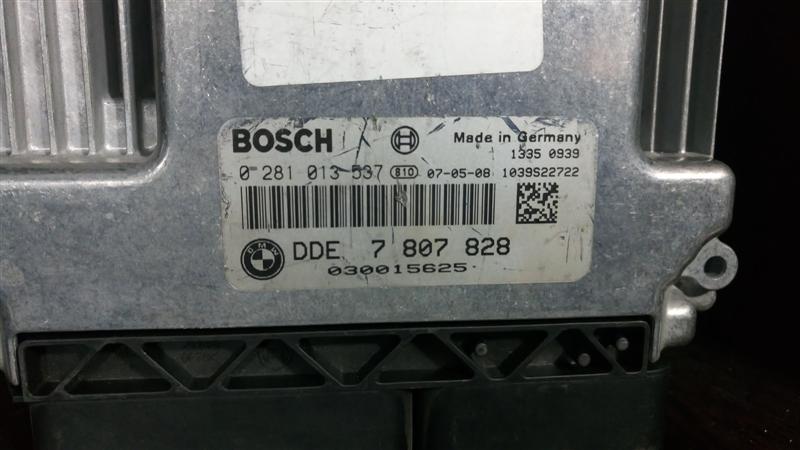 BOSCH Made in Germany
1335 0939
0 281 013 537 810 07-05-08 1039S22722
BMW DDE 7 807 828
030015625